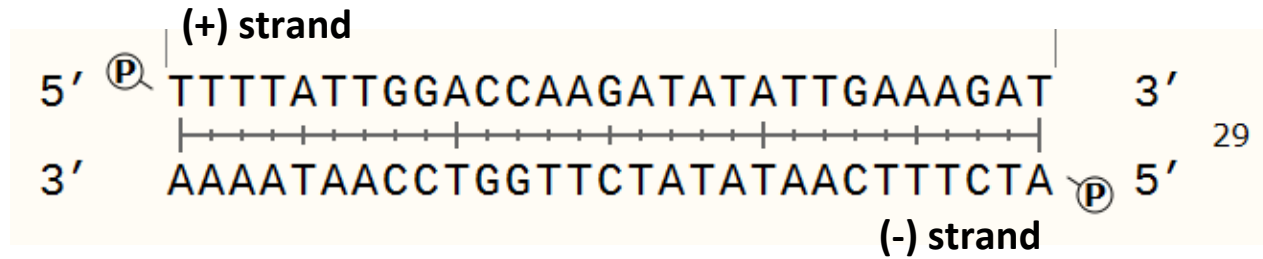 (+) strand
5′ P TTTTATTGGACCAAGATATATTGAAAGAT 3′
29
3′ AAAATAACCTGGTTCTATATAACTTTCTA P 5′
(-) strand